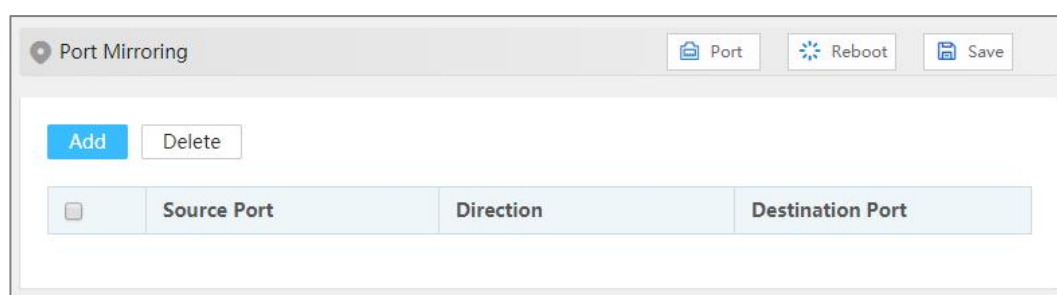 Port Mirroring Port Reboot Save
Add Delete
Source Port Direction Destination Port